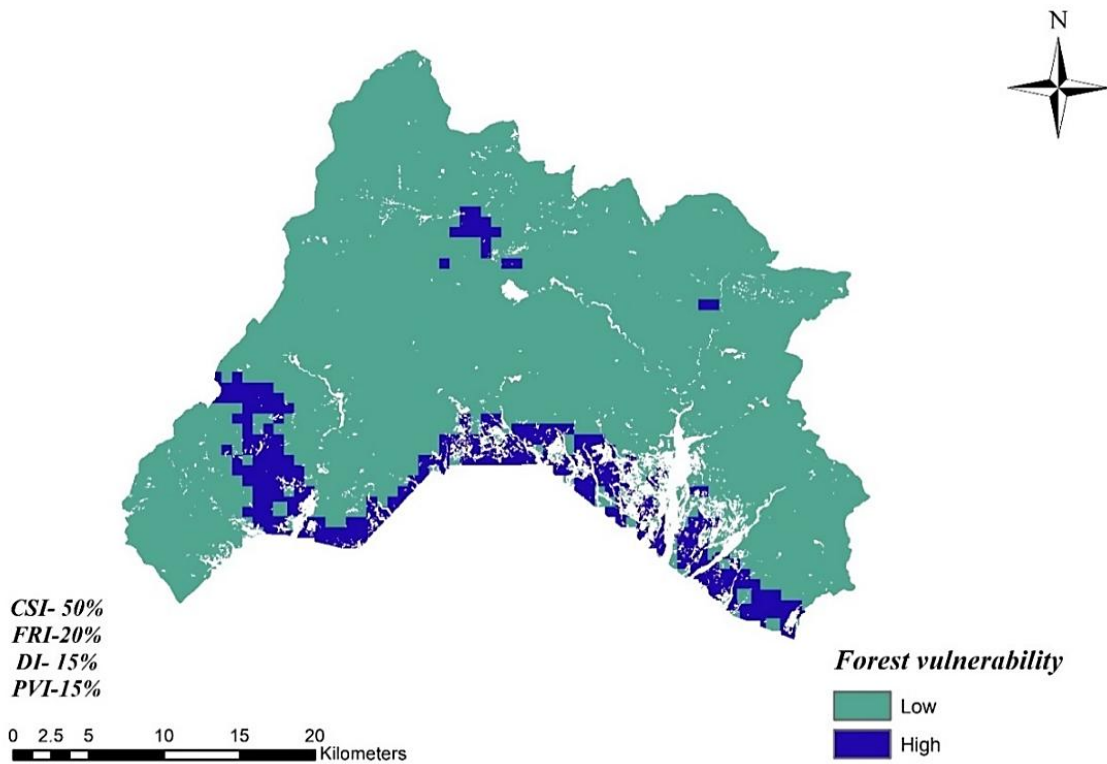 N
CSI- 50%
FRI-20%
DI- 15%
PVI-15%
Forest vulnerability
Low
High
0 2.5 5 10 15 20
Kilometers